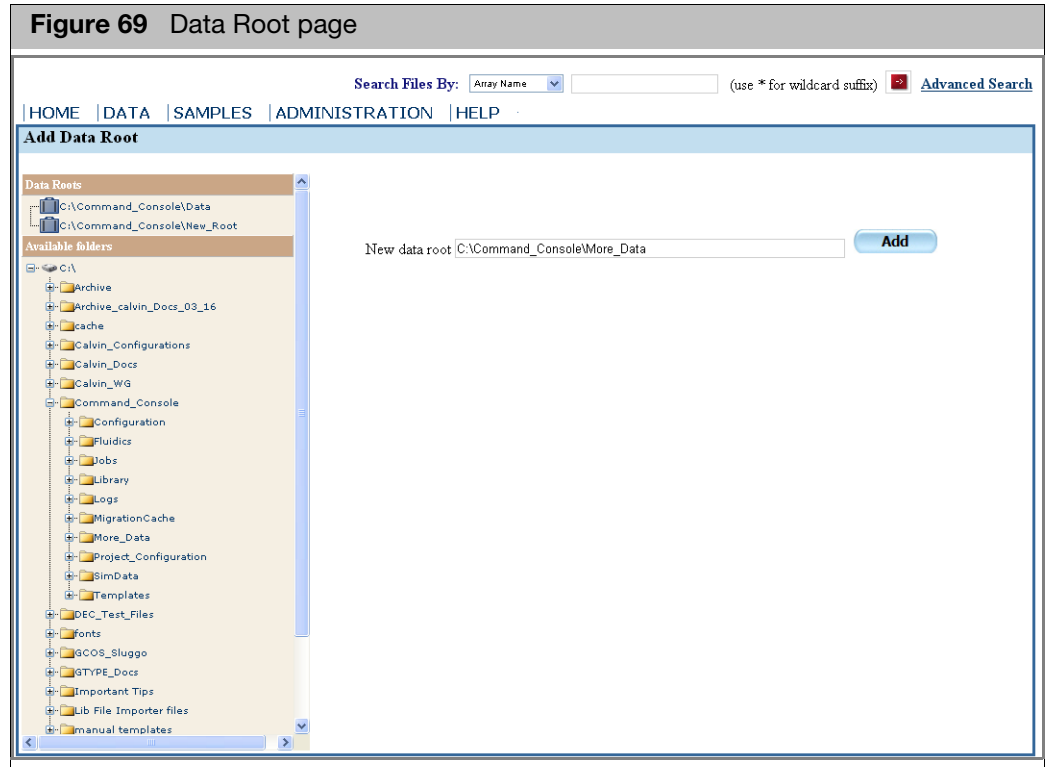 Figure 69 Data Root page
Search Files By: Array Name (use * for wildcard suffix) Advanced Search
|HOME |DATA |SAMPLES |ADMINISTRATION |HELP
Add Data Root
Data Roots
C:\Command_Console\Data
C:\Command_Console\New_Root
Available folders
New data root C:\Command_Console\More_Data Add
C:\
Archive
Archive_calvin_Docs_03_16
cache
Calvin_Configurations
Calvin_Docs
Calvin_WG
Command_Console
Configuration
Fluidics
Jobs
Library
Logs
MigrationCache
More_Data
Project_Configuration
SimData
Templates
DEC_Test_Files
fonts
GCOS_Sluggo
GTYPE_Docs
Important Tips
Lib File Importer files
manual templates